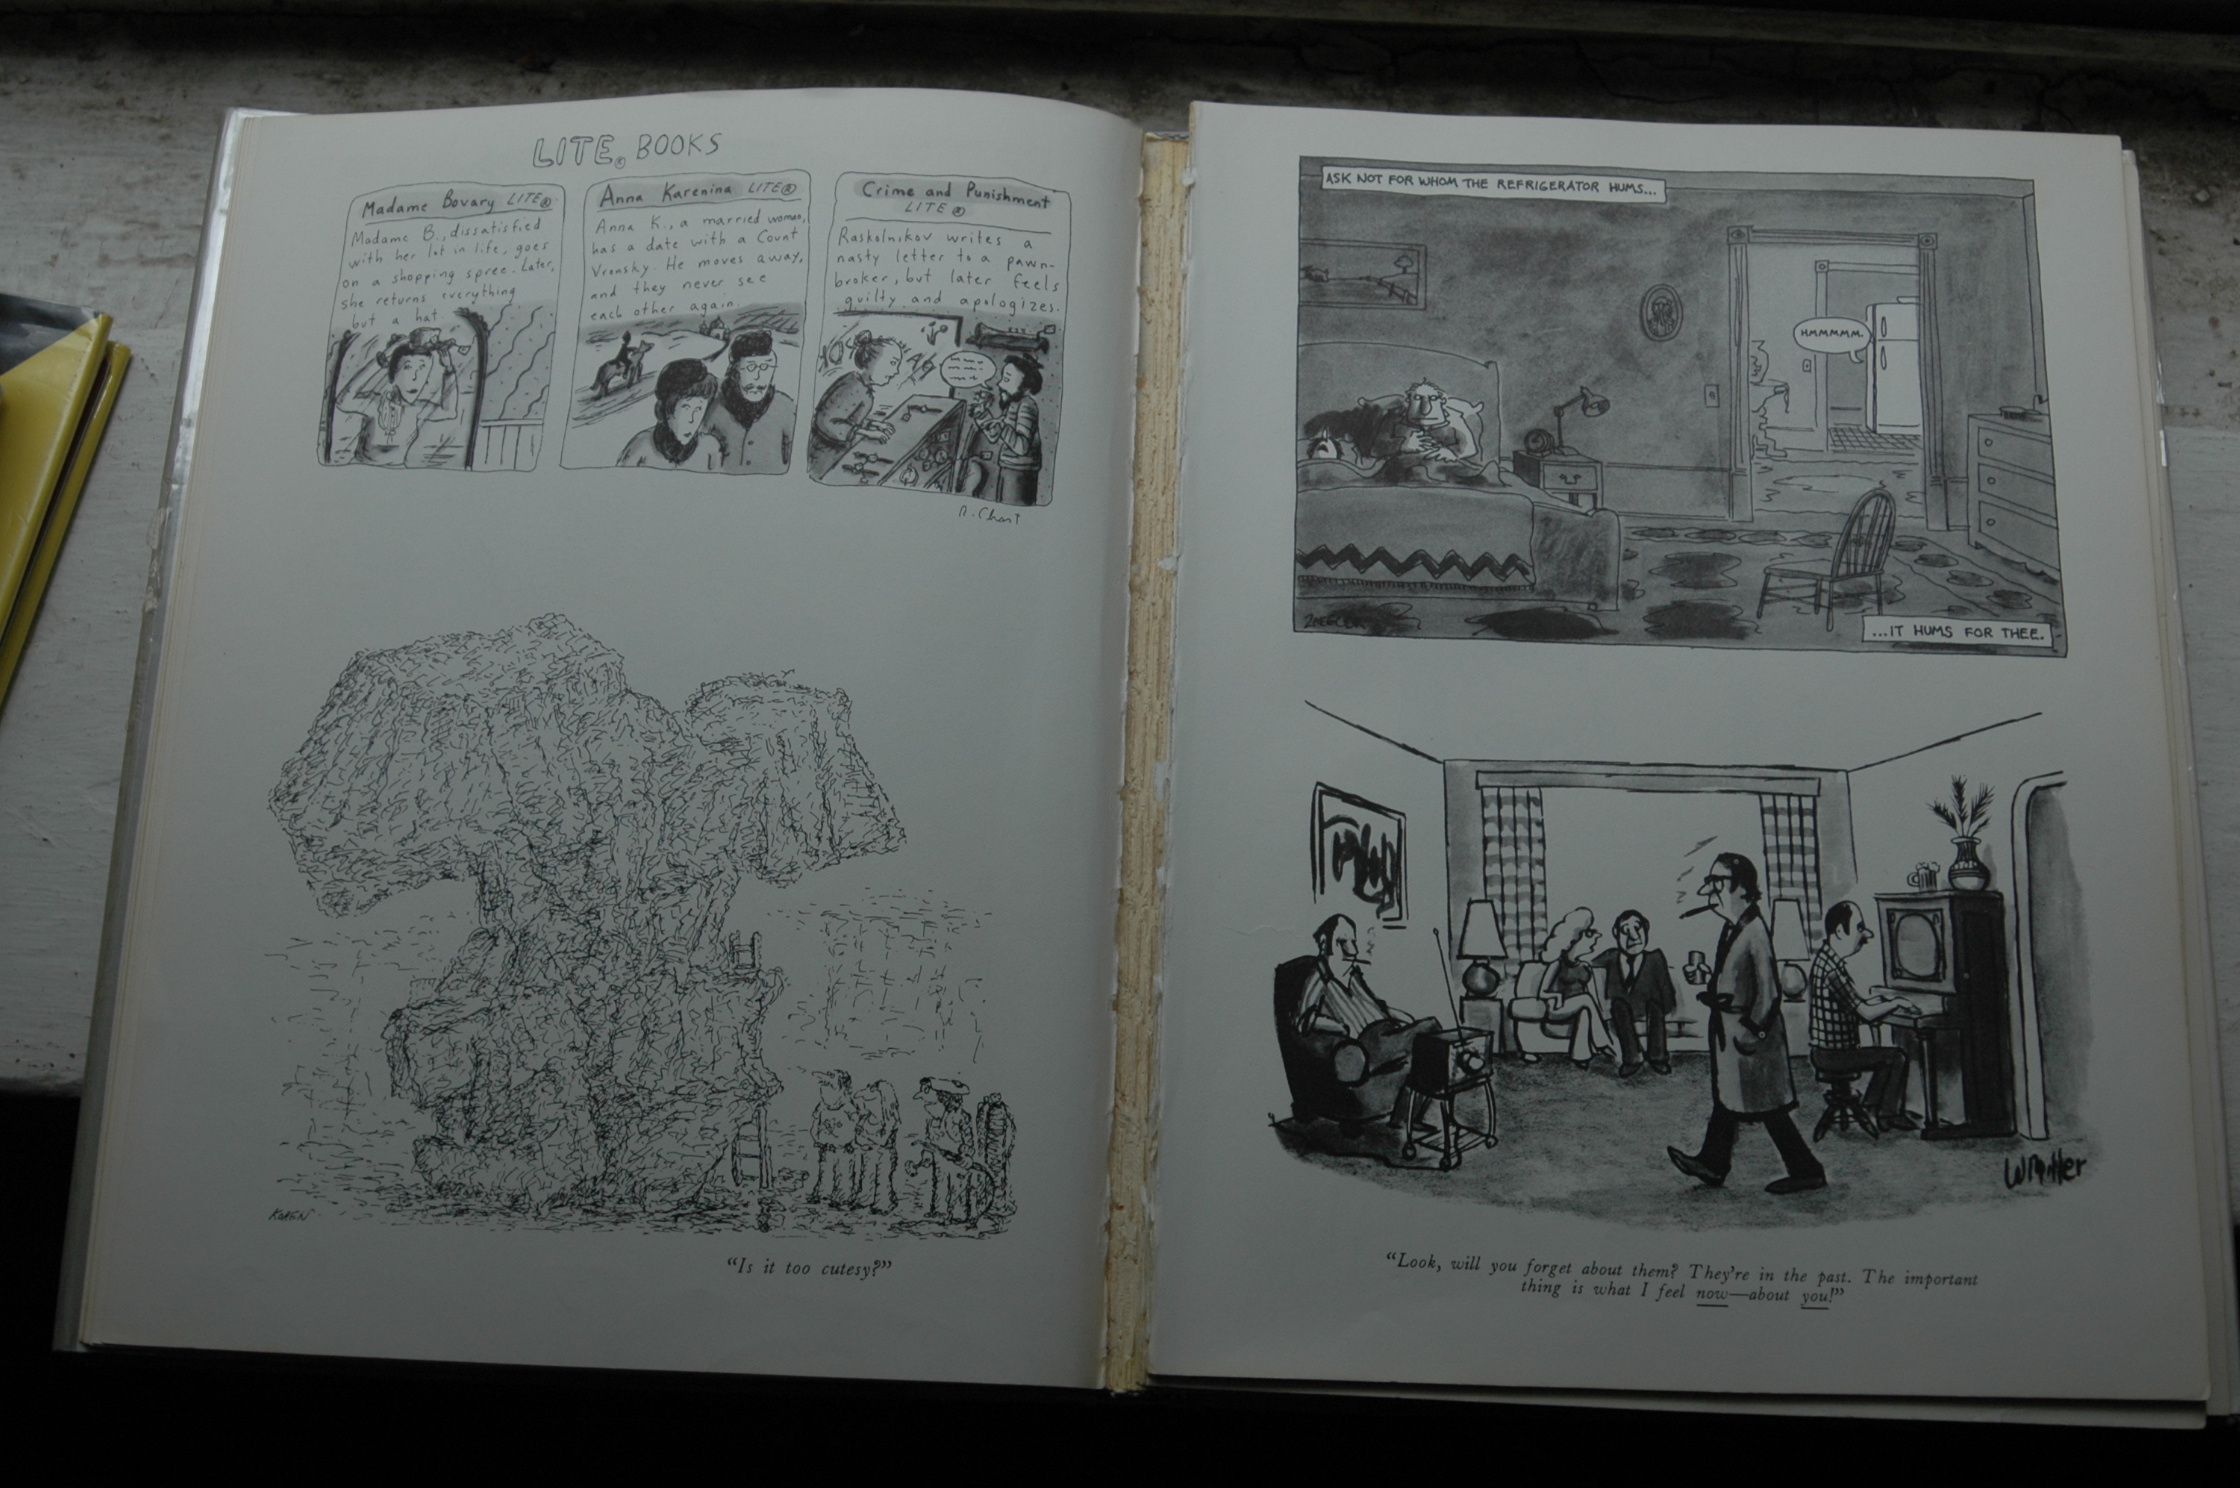 LITE® BOOKS
Madame Bovary LITE®
Madame B., dissatisfied
with her lot in life, goes
on a shopping spree. Later,
she returns everything
but a hat.
Anna Karenina LITE®
Anna K., a married woman,
has a date with a Count
Vronsky. He moves away,
and they never see
each other again.
Crime and Punishment
LITE®
Raskolnikov writes a
nasty letter to a pawn-
broker, but later feels
guilty and apologizes.
R. Chast
KOREN
"Is it too cutesy?"
ASK NOT FOR WHOM THE REFRIGERATOR HUMS...
HMMMMM.
ZIEGLER
...IT HUMS FOR THEE.
WMiller
"Look, will you forget about them? They're in the past. The important
thing is what I feel now—about you!"